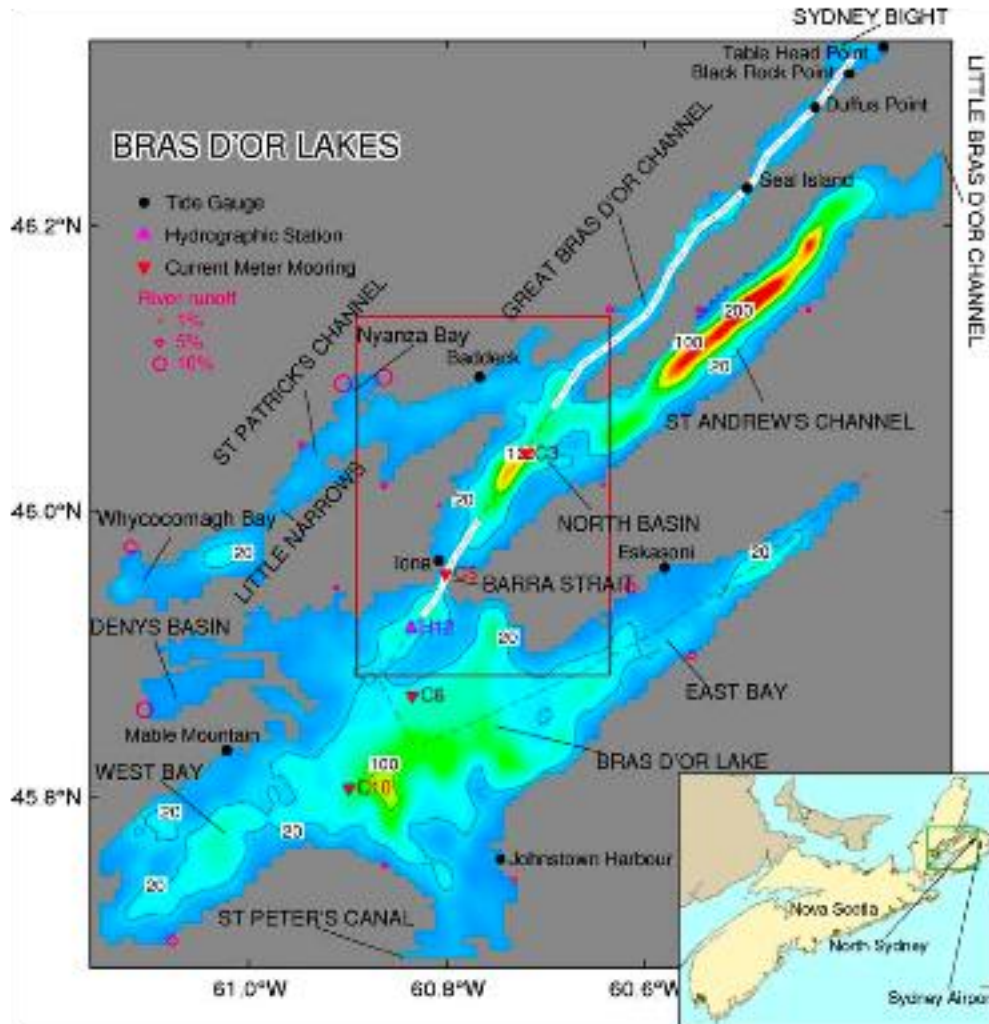 SYDNEY BIGHT
Table Head Point
Black Rock Point
Duffus Point
LITTLE BRAS D'OR CHANNEL
BRAS D'OR LAKES
Tide Gauge
Hydrographic Station
Current Meter Mooring
River runoff
1%
5%
10%
GREAT BRAS D'OR CHANNEL
Seal Island
46.2°N
ST PATRICK'S CHANNEL
Nyanza Bay
Baddeck
200
100
20
ST ANDREW'S CHANNEL
C3
20
NORTH BASIN
46.0°N
Whycocomagh Bay
20
LITTLE NARROWS
Iona
Eskasoni
20
BARRA STRAIT
DENYS BASIN
H12
20
EAST BAY
C6
Mable Mountain
BRAS D'OR LAKE
WEST BAY
100
C10
45.8°N
20
20
20
Johnstown Harbour
ST PETER'S CANAL
61.0°W
60.8°W
60.6°W
Nova Scotia
North Sydney
Sydney Airpor